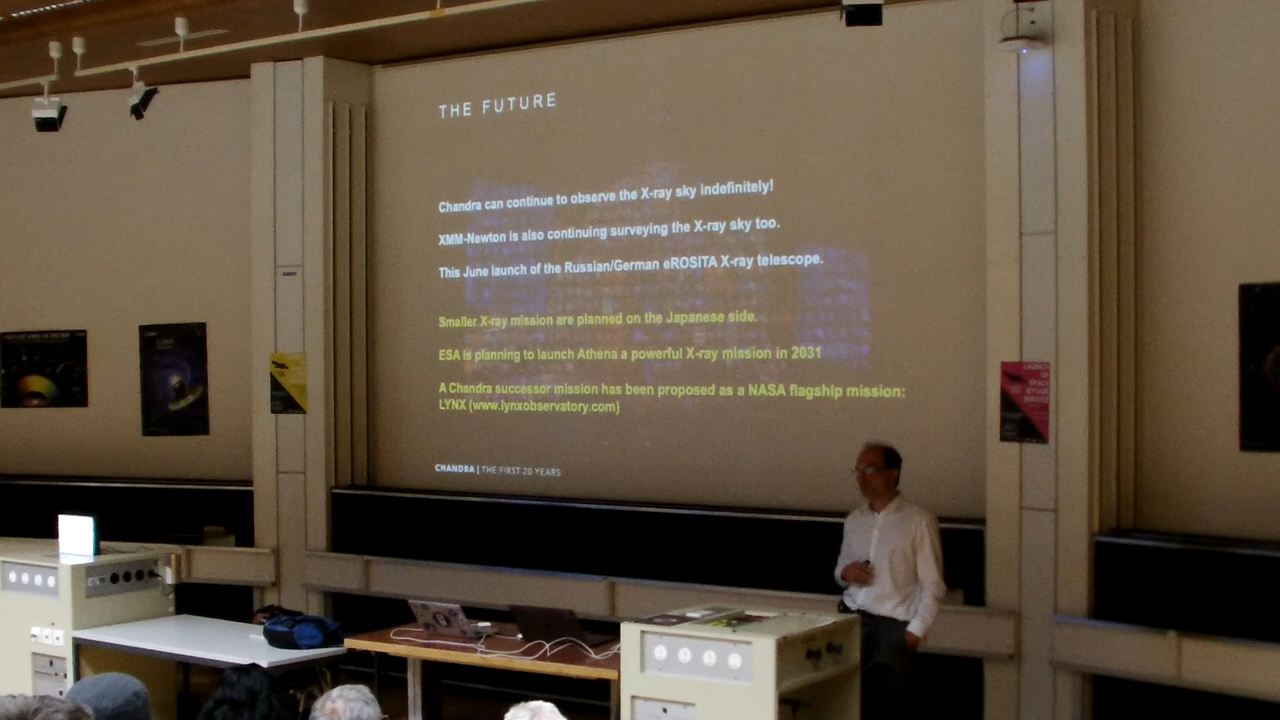 THE FUTURE
Chandra can continue to observe the X-ray sky indefinitely!
XMM-Newton is also continuing surveying the X-ray sky too.
This June launch of the Russian/German eROSITA X-ray telescope.
Smaller X-ray mission are planned on the Japanese side.
ESA is planning to launch Athena a powerful X-ray mission in 2031
A Chandra successor mission has been proposed as a NASA flagship mission:
LYNX (www.lynxobservatory.com)
CHANDRA | THE FIRST 20 YEARS